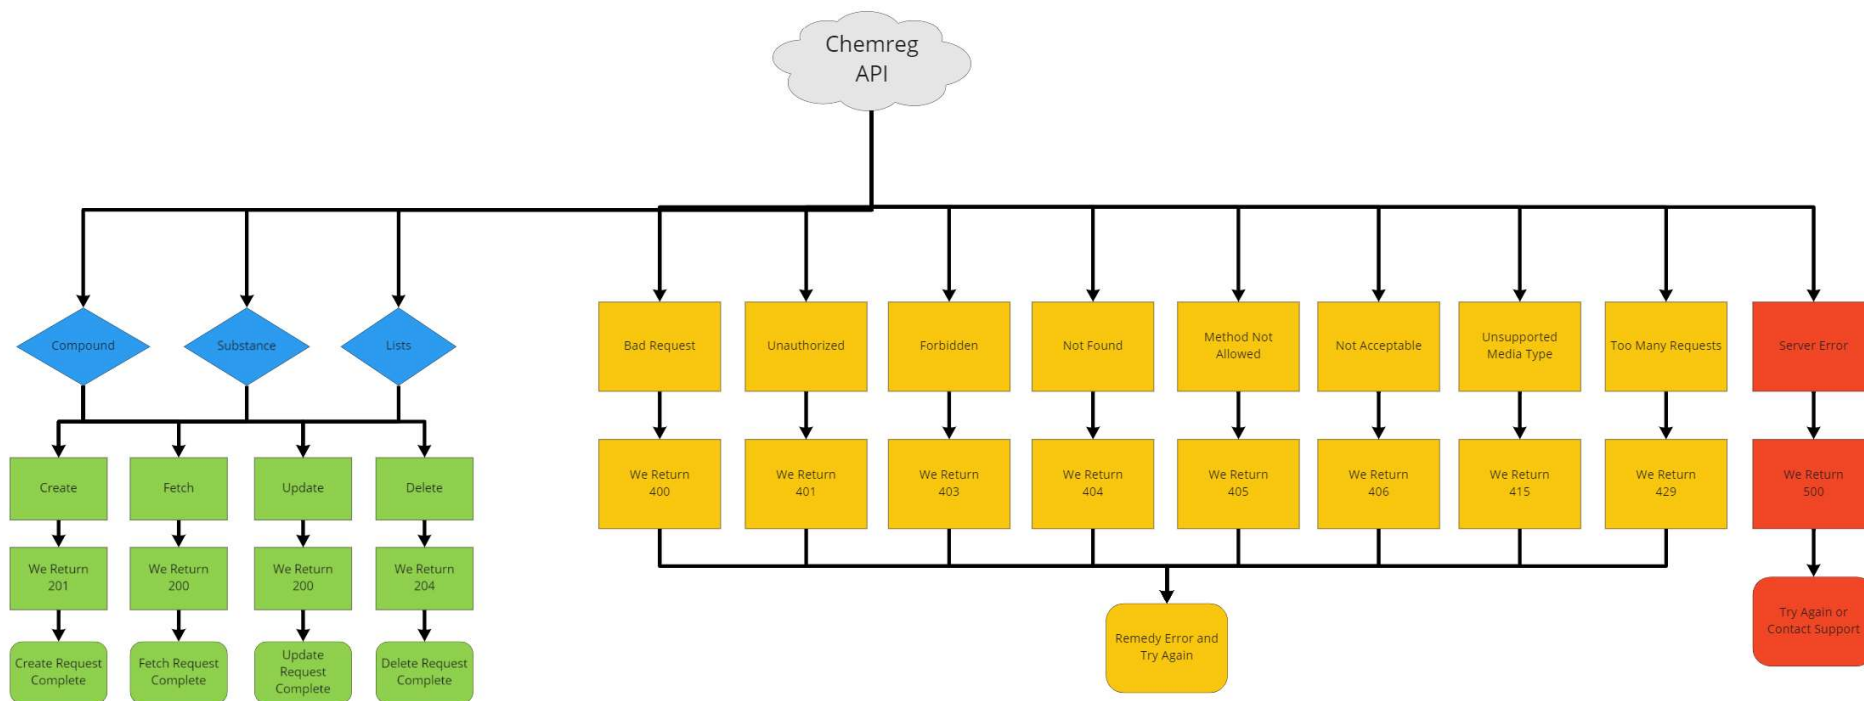 Chemreg
API
Compound
Substance
Lists
Bad Request
Unauthorized
Forbidden
Not Found
Method Not
Allowed
Not Acceptable
Unsupported
Media Type
Too Many Requests
Server Error
Create
Fetch
Update
Delete
We Return
400
We Return
401
We Return
403
We Return
404
We Return
405
We Return
406
We Return
415
We Return
429
We Return
500
We Return
201
We Return
200
We Return
200
We Return
204
Create Request
Complete
Fetch Request
Complete
Update
Request
Complete
Delete Request
Complete
Remedy Error and
Try Again
Try Again or
Contact Support